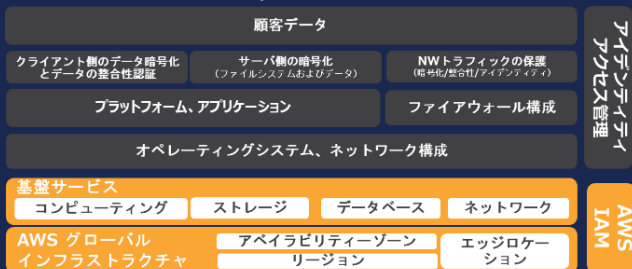 顧客データ
クライアント側のデータ暗号化
とデータの整合性認証
サーバ側の暗号化
(ファイルシステムおよびデータ)
NWトラフィックの保護
(暗号化/整合性/アイデンティティ)
プラットフォーム、アプリケーション
ファイアウォール構成
オペレーティングシステム、ネットワーク構成
アイデンティティ
アクセス管理
基盤サービス
コンピューティング
ストレージ
データベース
ネットワーク
AWS グローバル
インフラストラクチャ
アベイラビリティーゾーン
リージョン
エッジロケー
ション
AWS
IAM